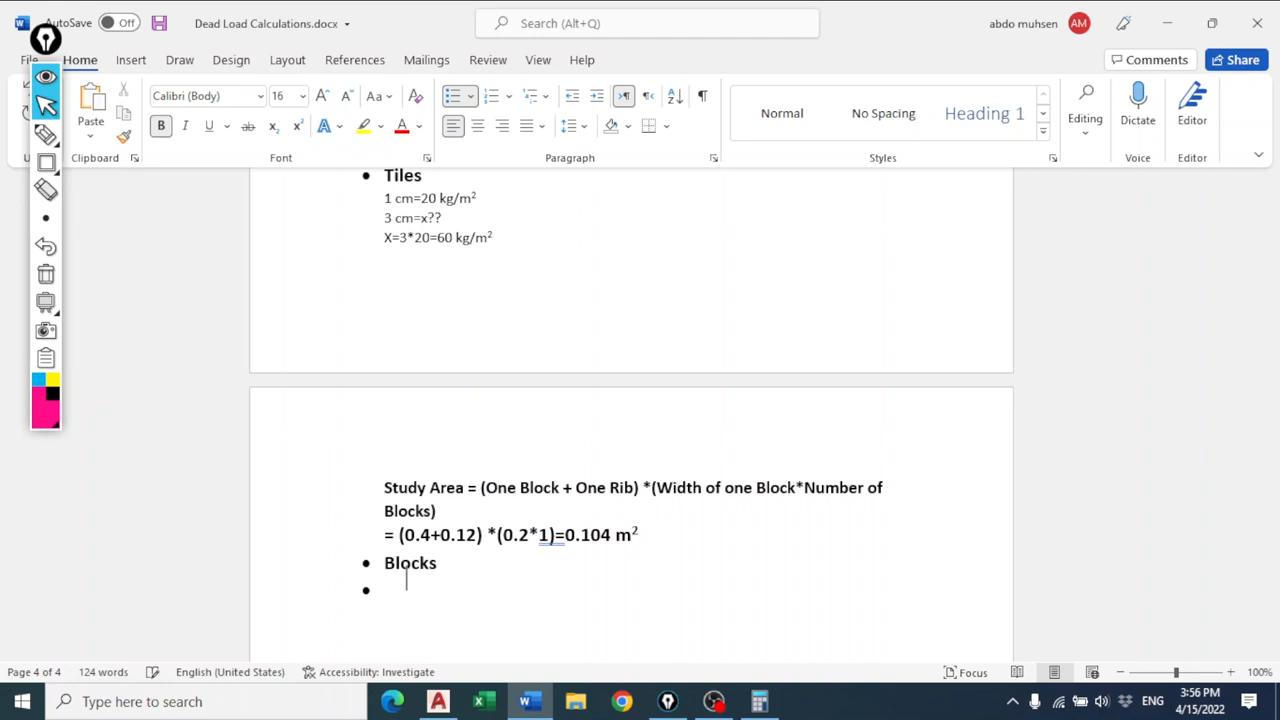 AutoSave
Off
Dead Load Calculations.docx
Search (Alt+Q)
abdo muhsen
AM
File
Home
Insert
Draw
Design
Layout
References
Mailings
Review
View
Help
Comments
Share
Paste
Calibri (Body)
16
Normal
No Spacing
Heading 1
Editing
Dictate
Editor
Clipboard
Font
Paragraph
Styles
Voice
Editor
• Tiles
1 cm=20 kg/m²
3 cm=x??
X=3*20=60 kg/m²
Study Area = (One Block + One Rib) *(Width of one Block*Number of
Blocks)
= (0.4+0.12) *(0.2*1)=0.104 m²
• Blocks
•
Page 4 of 4
124 words
English (United States)
Accessibility: Investigate
Focus
100%
Type here to search
ENG
3:56 PM
4/15/2022